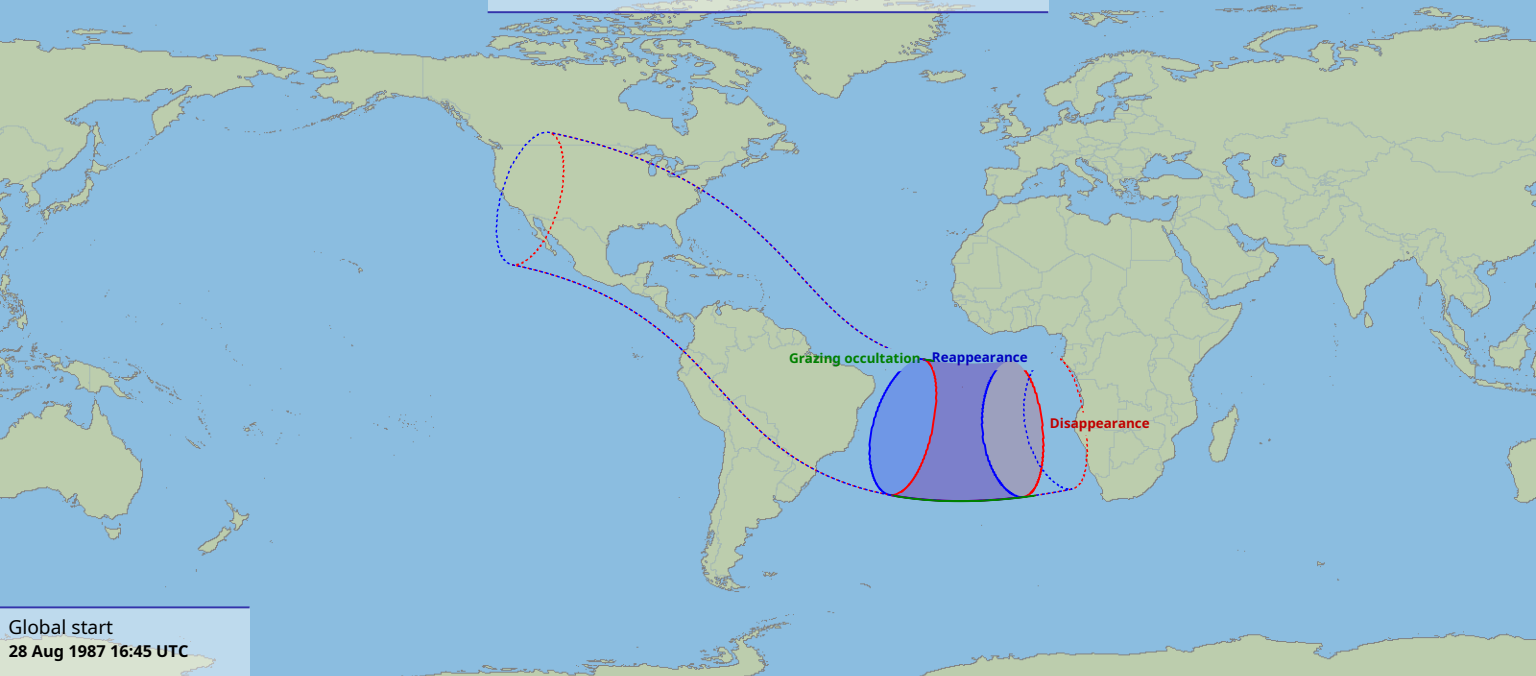 Grazing occultation
Reappearance
Disappearance
Global start
28 Aug 1987 16:45 UTC